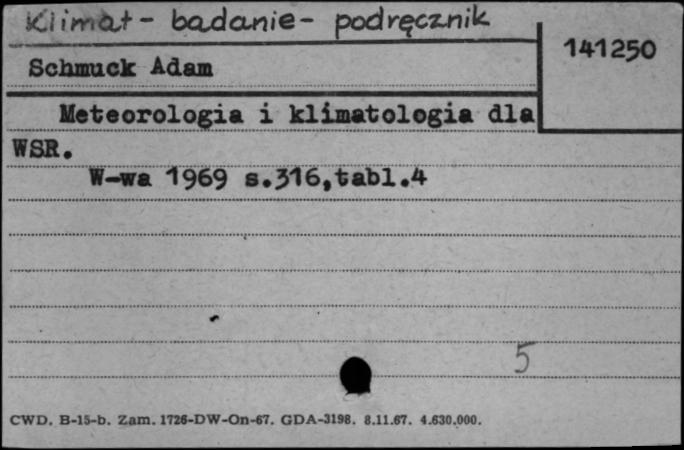 Klimat - badanie - podręcznik
141250
Schmuck Adam
Meteorologia i klimatologia dla
WSR.
W-wa 1969 s.316,tabl.4
5
CWD. B-15-b. Zam. 1726-DW-On-67. GDA-3198. 8.11.67. 4.630.000.